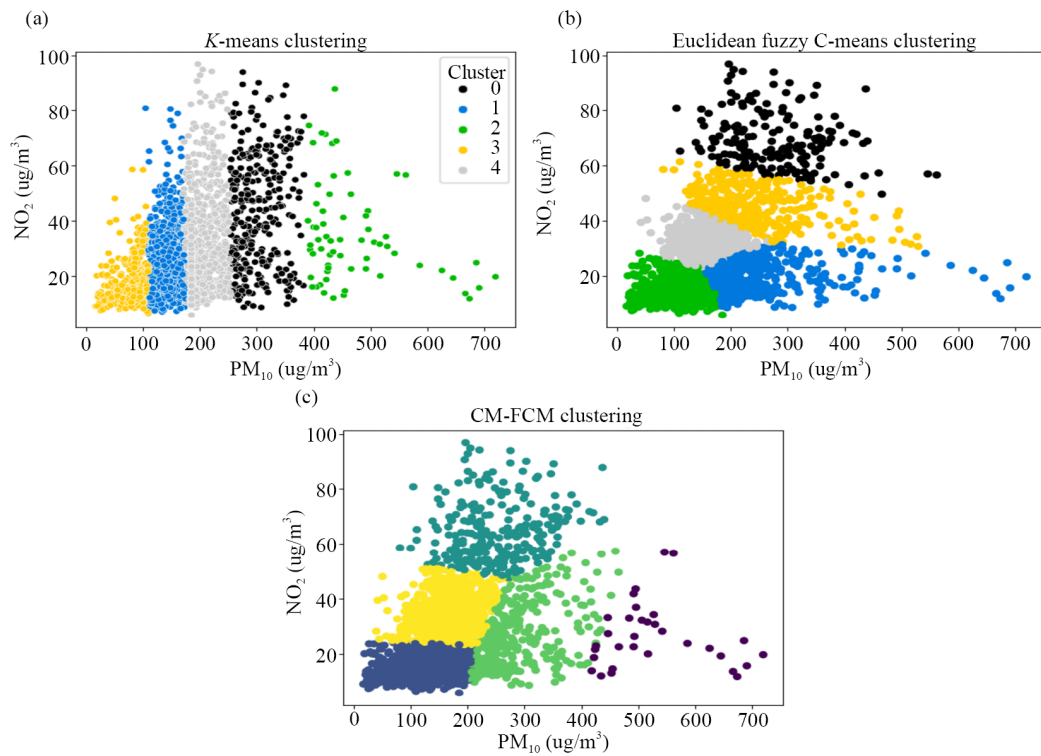 (a)
K-means clustering
100
80
60
40
20
NO₂ (ug/m³)
Cluster
0
1
2
3
4
0 100 200 300 400 500 600 700
PM₁₀ (ug/m³)
(b)
Euclidean fuzzy C-means clustering
100
80
60
40
20
NO₂ (ug/m³)
0 100 200 300 400 500 600 700
PM₁₀ (ug/m³)
(c)
CM-FCM clustering
100
80
60
40
20
NO₂ (ug/m³)
0 100 200 300 400 500 600 700
PM₁₀ (ug/m³)